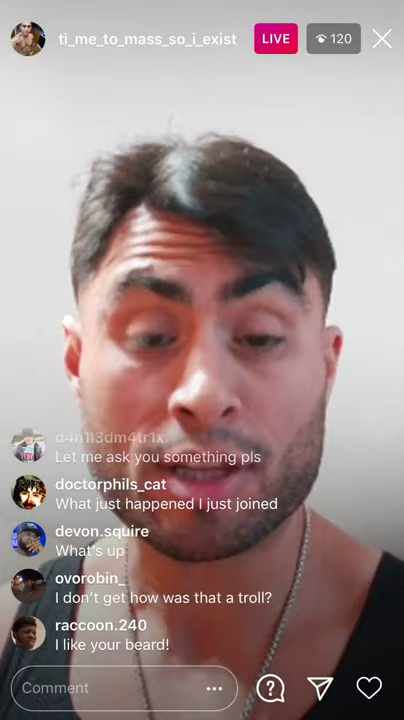 ti_me_to_mass_so_i_exist
LIVE
120
d4n1l3dm4tr1x
Let me ask you something pls
doctorphils_cat
What just happened I just joined
devon.squire
What's up
ovorobin_
I don't get how was that a troll?
raccoon.240
I like your beard!
Comment